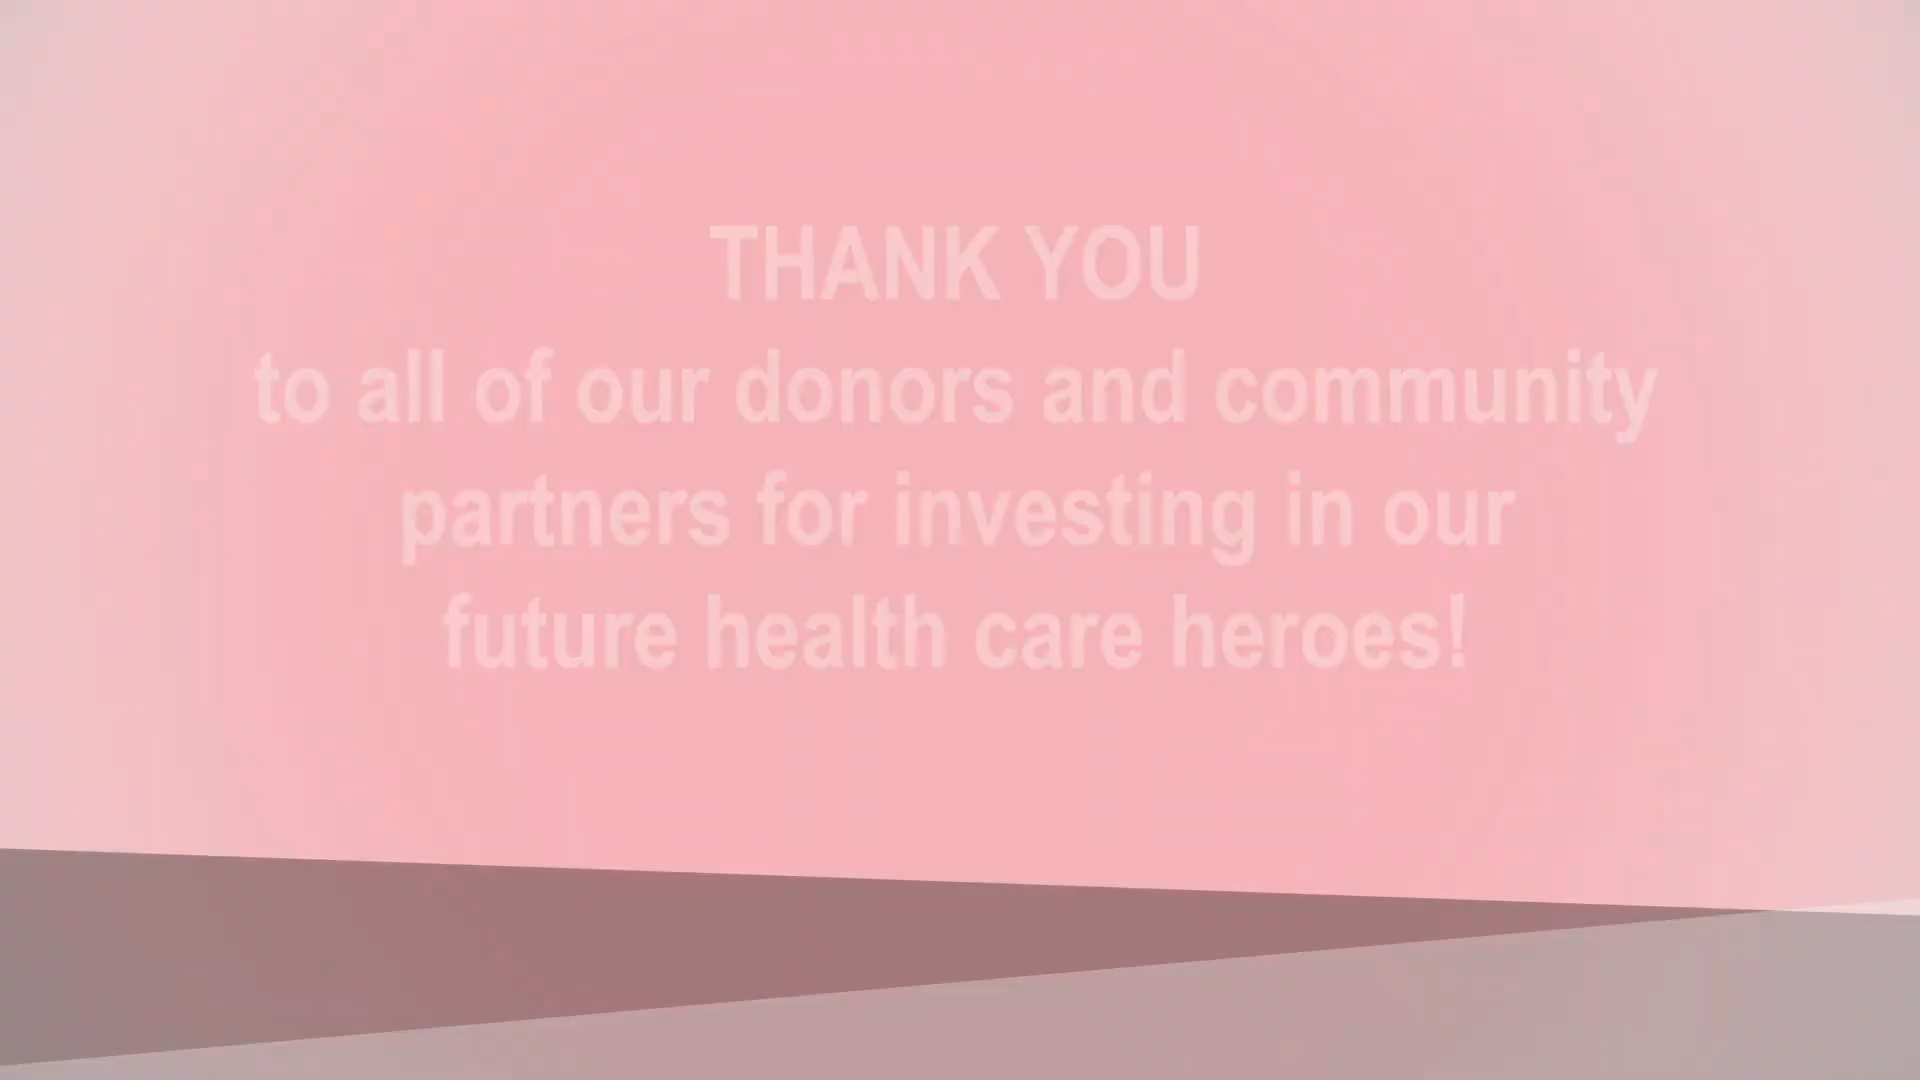 THANK YOU
to all of our donors and community
partners for investing in our
future health care heroes!